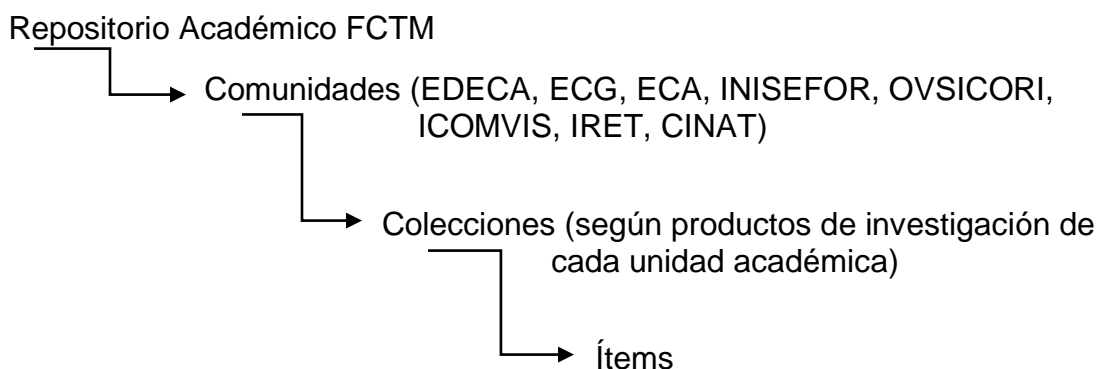 Repositorio Académico FCTM
Comunidades (EDECA, ECG, ECA, INISEFOR, OVSICORI,
ICOMVIS, IRET, CINAT)
Colecciones (según productos de investigación de
cada unidad académica)
Ítems